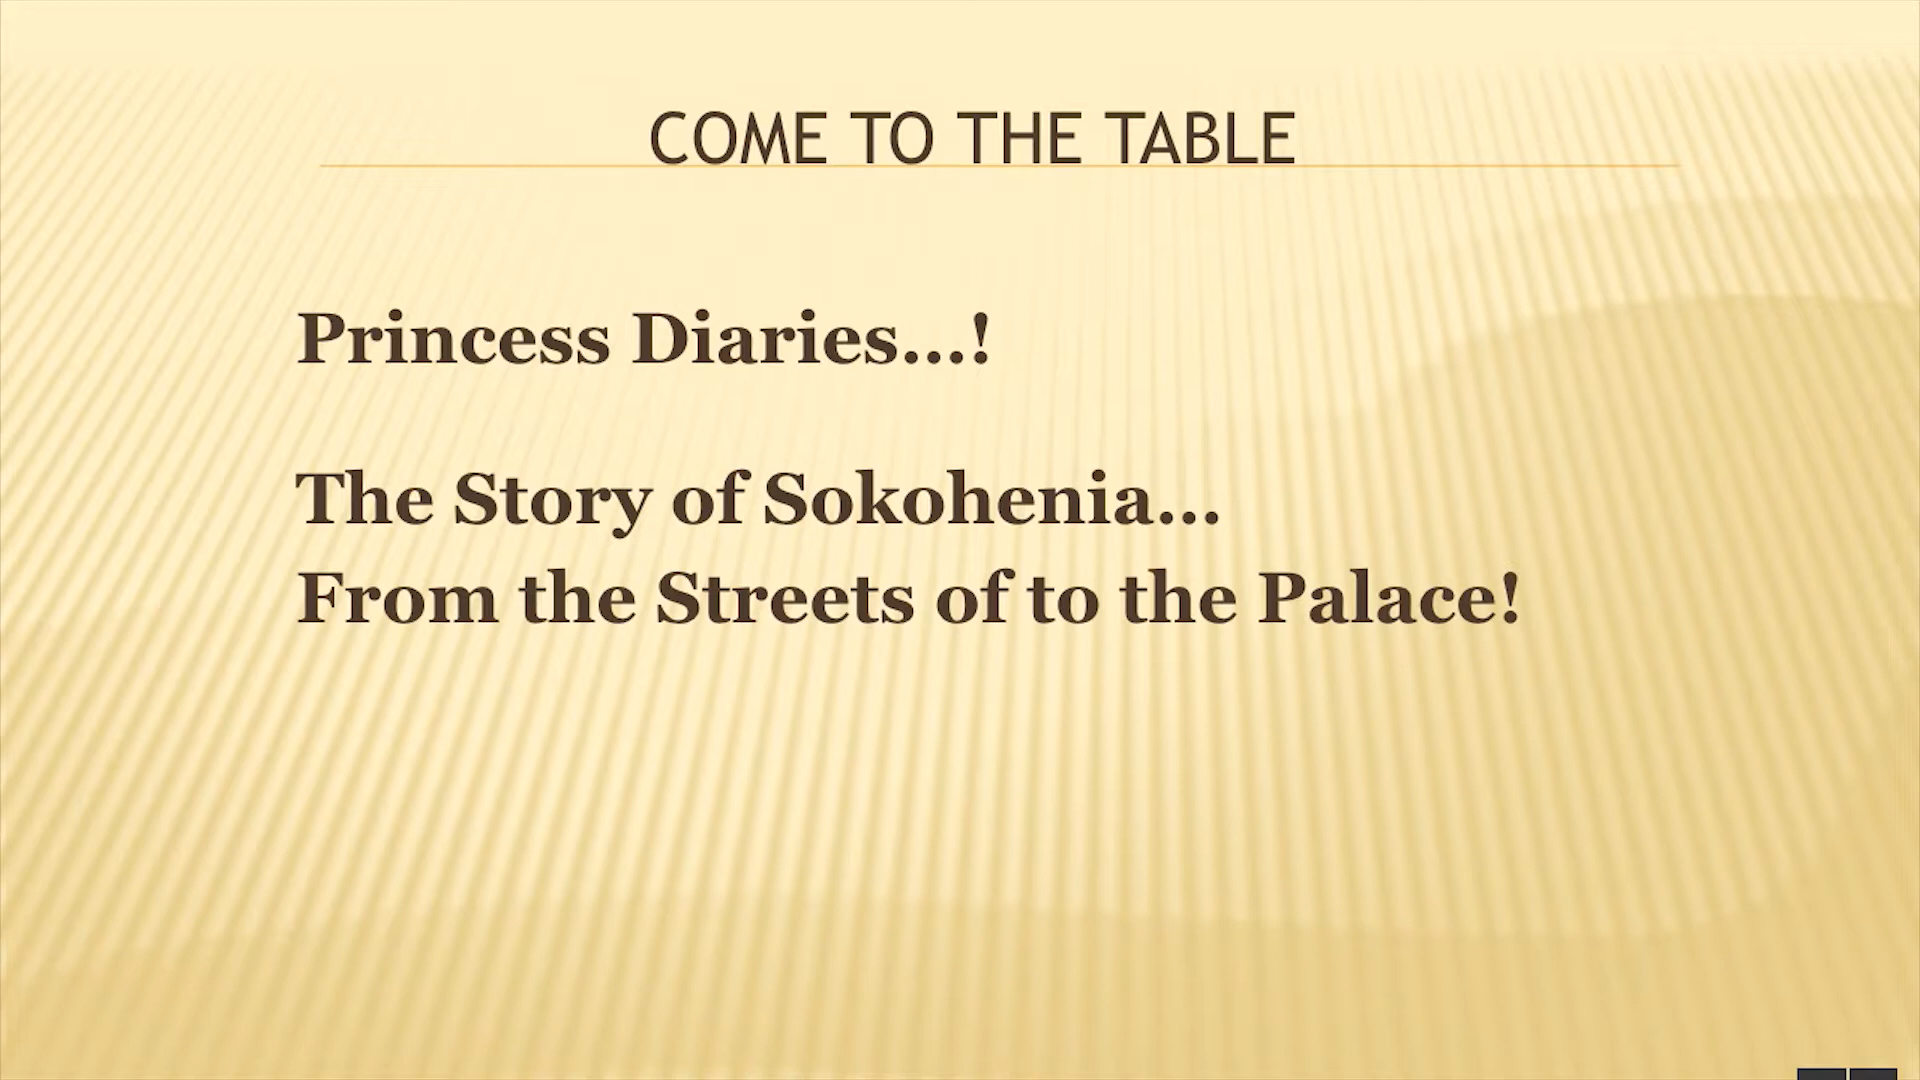 COME TO THE TABLE
Princess Diaries...!
The Story of Sokohenia...
From the Streets of to the Palace!